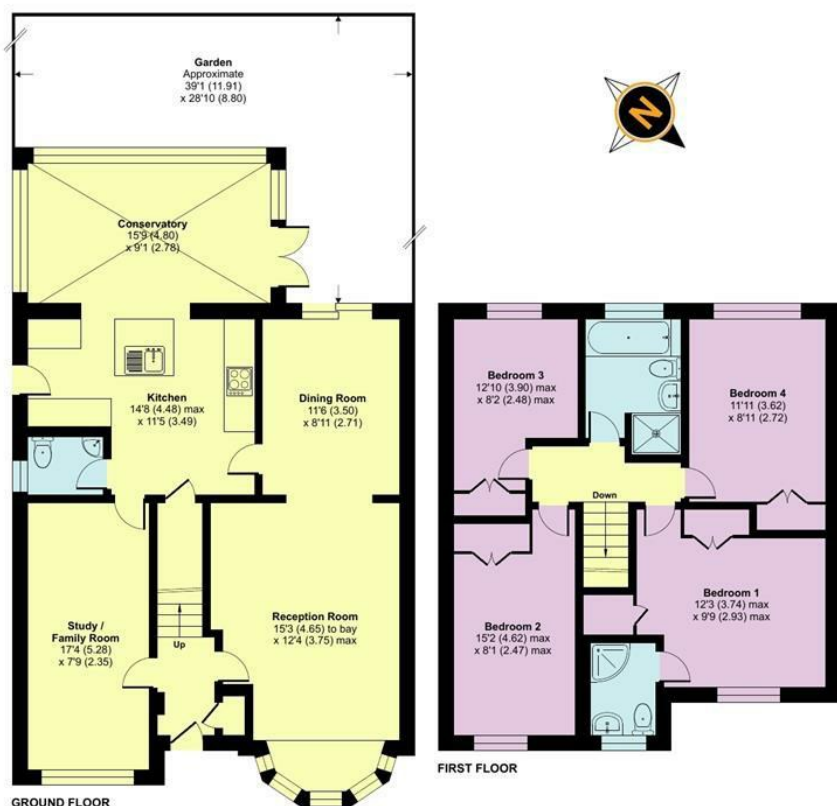 Garden
Approximate
39'1 (11.91)
x 28'10 (8.80)
N
Conservatory
15'9 (4.80)
x 9'1 (2.78)
Kitchen
14'8 (4.48) max
x 11'5 (3.49)
Dining Room
11'6 (3.50)
x 8'11 (2.71)
Study /
Family Room
17'4 (5.28)
x 7'9 (2.35)
Up
Reception Room
15'3 (4.65) to bay
x 12'4 (3.75) max
GROUND FLOOR
Bedroom 3
12'10 (3.90) max
x 8'2 (2.48) max
Bedroom 4
11'11 (3.62)
x 8'11 (2.72)
Down
Bedroom 2
15'2 (4.62) max
x 8'1 (2.47) max
Bedroom 1
12'3 (3.74) max
x 9'9 (2.93) max
FIRST FLOOR